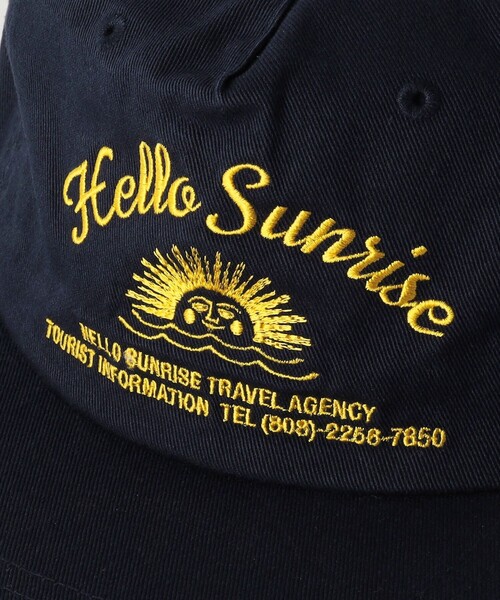 Hello Sunrise
HELLO SUNRISE TRAVEL AGENCY
TOURIST INFORMATION TEL (808)-2256-7850